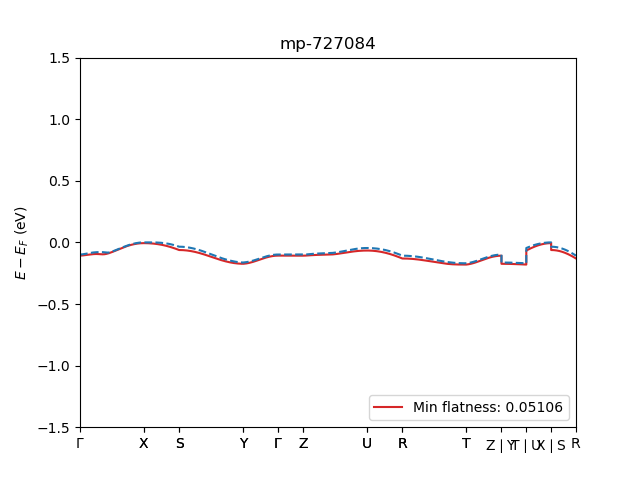 mp-727084
1.5
1.0
0.5
0.0
−0.5
−1.0
−1.5
E − E_F (eV)
Min flatness: 0.05106
Γ X S Y Γ Z U R T Z | Y T | U X | S R